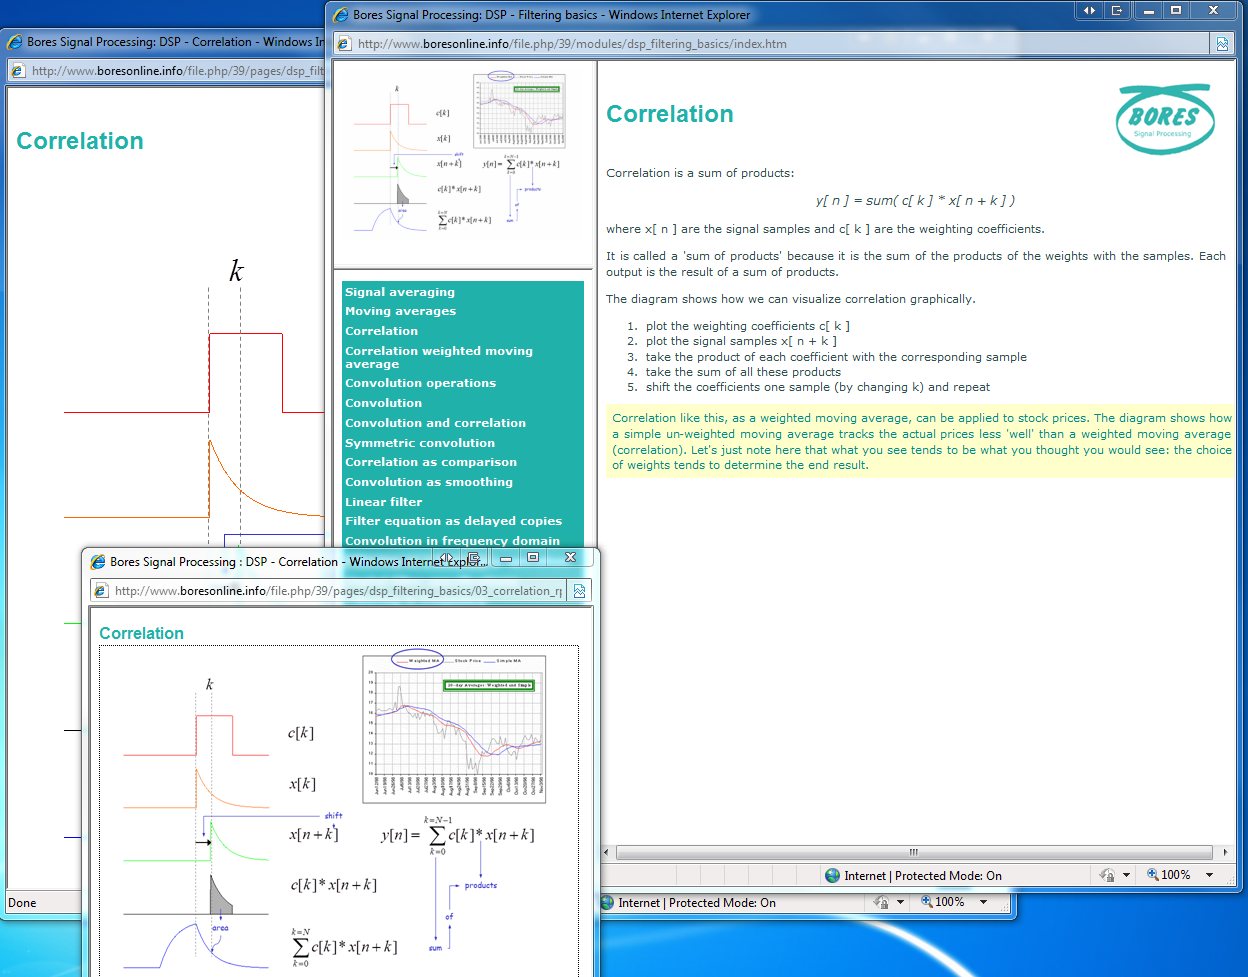 Bores Signal Processing: DSP - Filtering basics - Windows Internet Explorer
http://www.boresonline.info/file.php/39/modules/dsp_filtering_basics/index.htm
Bores Signal Processing: DSP - Correlation - Windows In
http://www.boresonline.info/file.php/39/pages/dsp_filt
Correlation
k
k
c[k]
x[k]
shift
x[n+k]
c[k]*x[n+k]
area
k=N
∑c[k]*x[n+k]
k=0
k=N-1
y[n]= ∑c[k]*x[n+k]
k=0
products
of
sum
Signal averaging
Moving averages
Correlation
Correlation weighted moving
average
Convolution operations
Convolution
Convolution and correlation
Symmetric convolution
Correlation as comparison
Convolution as smoothing
Linear filter
Filter equation as delayed copies
Convolution in frequency domain
Correlation
BORES
Signal Processing
Correlation is a sum of products:
y[ n ] = sum( c[ k ] * x[ n + k ] )
where x[ n ] are the signal samples and c[ k ] are the weighting coefficients.
It is called a 'sum of products' because it is the sum of the products of the weights with the samples. Each
output is the result of a sum of products.
The diagram shows how we can visualize correlation graphically.
1. plot the weighting coefficients c[ k ]
2. plot the signal samples x[ n + k ]
3. take the product of each coefficient with the corresponding sample
4. take the sum of all these products
5. shift the coefficients one sample (by changing k) and repeat
Correlation like this, as a weighted moving average, can be applied to stock prices. The diagram shows how
a simple un-weighted moving average tracks the actual prices less 'well' than a weighted moving average
(correlation). Let's just note here that what you see tends to be what you thought you would see: the choice
of weights tends to determine the end result.
Bores Signal Processing : DSP - Correlation - Windows Internet Explor...
http://www.boresonline.info/file.php/39/pages/dsp_filtering_basics/03_correlation_r
Correlation
k
c[k]
x[k]
shift
x[n+k]
c[k]*x[n+k]
area
k=N
∑c[k]*x[n+k]
k=0
Weighted MA Stock Price Simple MA
20-day Averages: Weighted and Simple
k=N-1
y[n]= ∑c[k]*x[n+k]
k=0
products
of
sum
Internet | Protected Mode: On
100%
Done
Internet | Protected Mode: On
100%